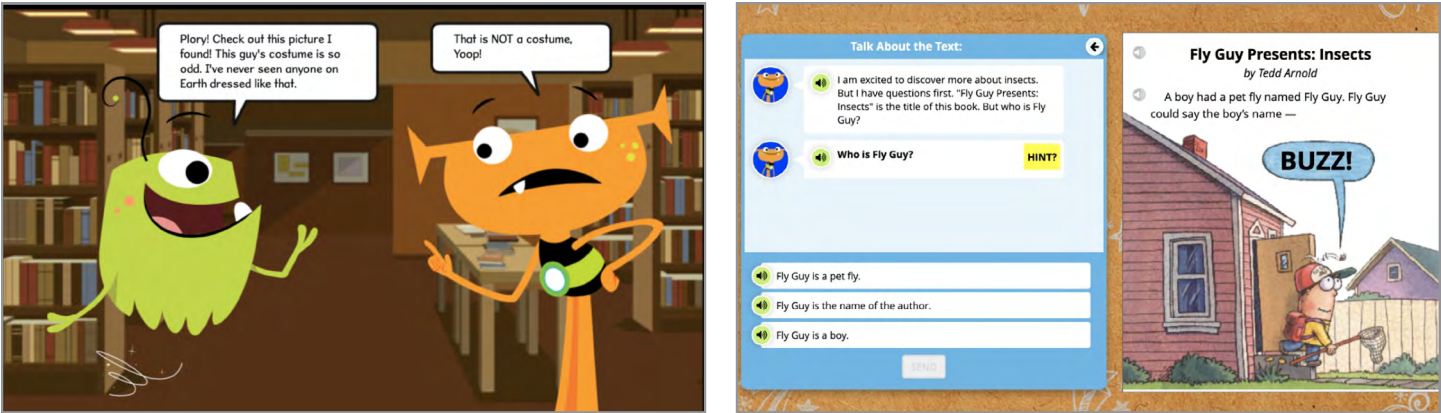 Plory! Check out this picture I
found! This guy's costume is so
odd. I've never seen anyone on
Earth dressed like that.
That is NOT a costume,
Yoop!
Talk About the Text:
I am excited to discover more about insects.
But I have questions first. "Fly Guy Presents:
Insects" is the title of this book. But who is Fly
Guy?
Who is Fly Guy?
HINT?
Fly Guy is a pet fly.
Fly Guy is the name of the author.
Fly Guy is a boy.
SEND
Fly Guy Presents: Insects
by Tedd Arnold
A boy had a pet fly named Fly Guy. Fly Guy
could say the boy's name —
BUZZ!